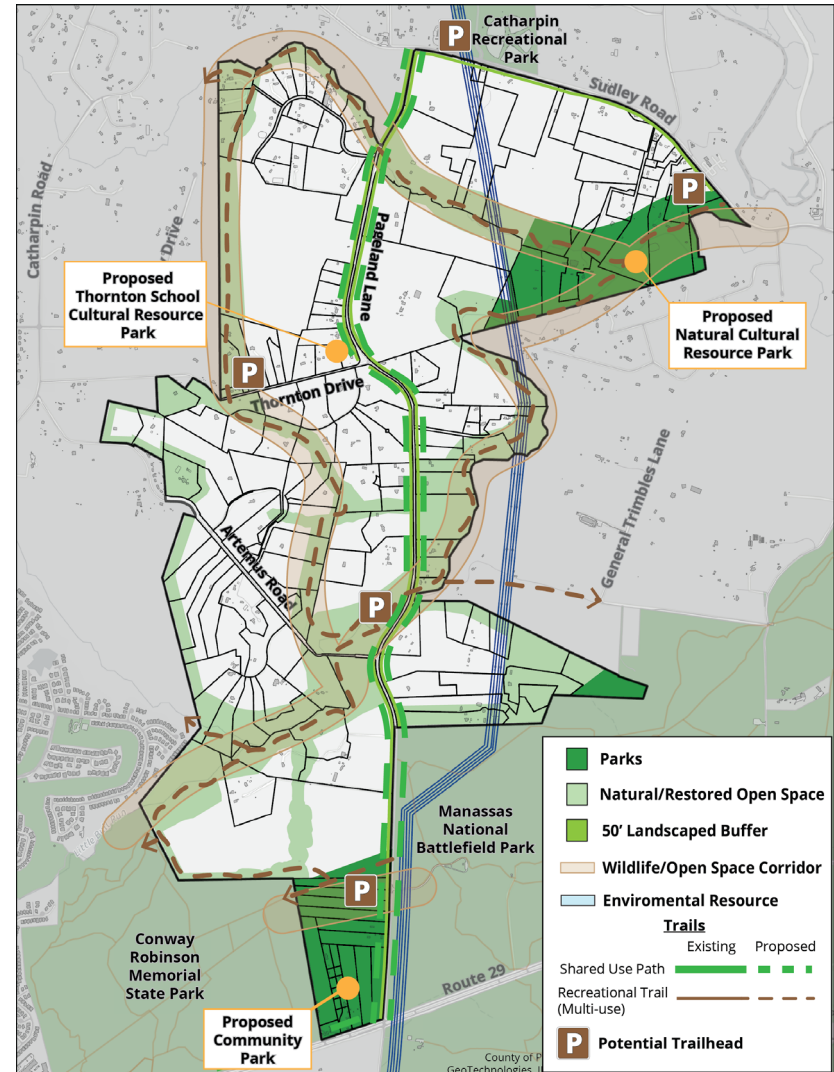 P
Catharpin
Recreational
Park
Sudley Road
P
Catharpin Road
Drive
Pageland Lane
Proposed
Thornton School
Cultural Resource
Park
Proposed
Natural Cultural
Resource Park
P
Thornton Drive
General Trimbles Lane
Artemus Road
P
Manassas
National
Battlefield Park
P
Conway
Robinson
Memorial
State Park
Route 29
Proposed
Community
Park
County of P
GeoTechnologies, I
Parks
Natural/Restored Open Space
50' Landscaped Buffer
Wildlife/Open Space Corridor
Enviromental Resource
Trails
Existing Proposed
Shared Use Path
Recreational Trail
(Multi-use)
P Potential Trailhead